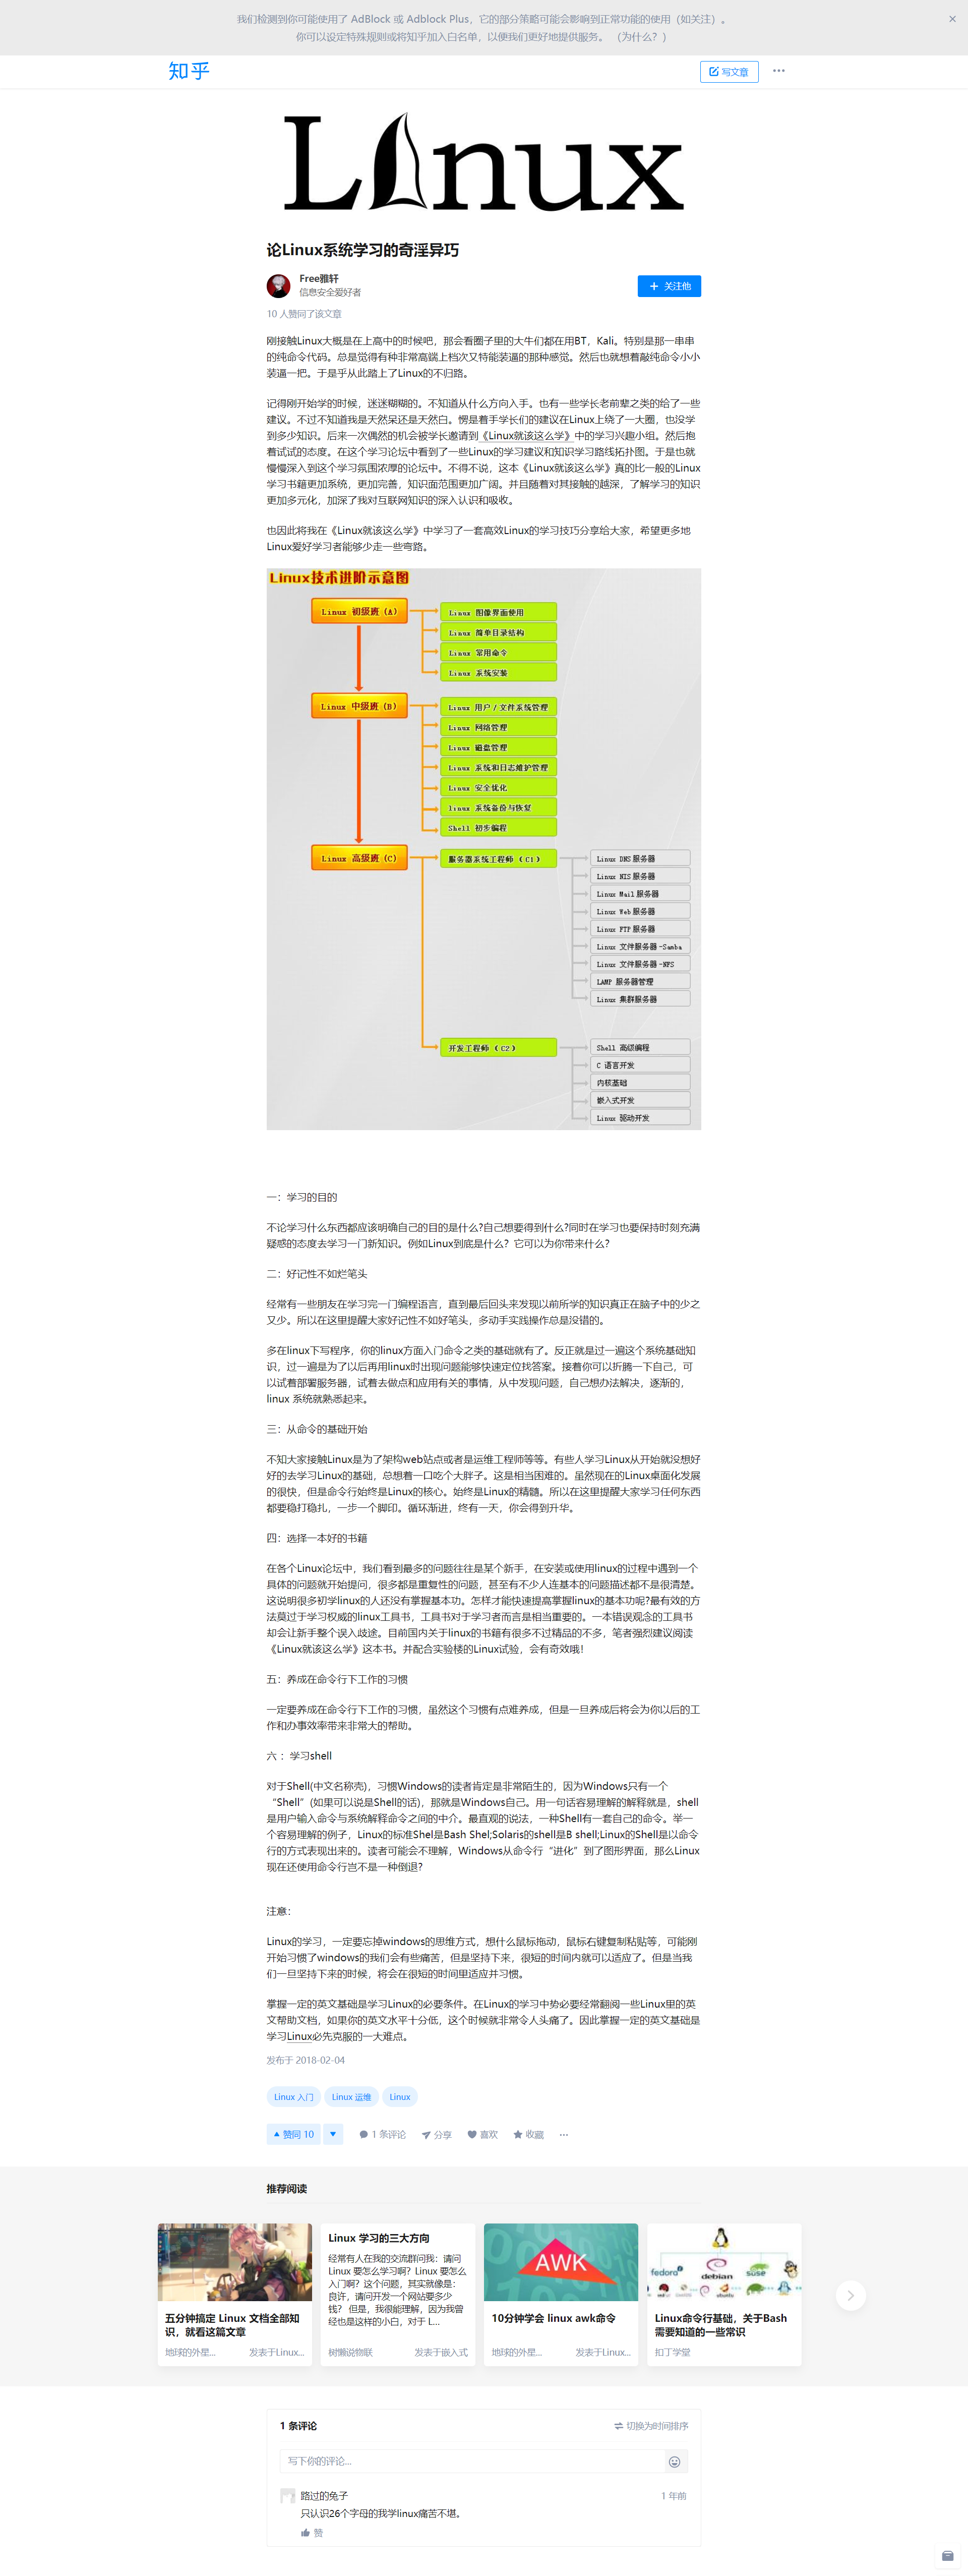 我们检测到你可能使用了 AdBlock 或 Adblock Plus，它的部分策略可能会影响到正常功能的使用（如关注）。
你可以设定特殊规则或将知乎加入白名单，以便我们更好地提供服务。 （为什么？）
知乎
写文章
Linux
论Linux系统学习的奇淫异巧
Free雅轩
信息安全爱好者
关注他
10 人赞同了该文章
刚接触Linux大概是在上高中的时候吧，那会看圈子里的大牛们都在用BT，Kali。特别是那一串串
的纯命令代码。总是觉得有种非常高端上档次又特能装逼的那种感觉。然后也就想着敲纯命令小小
装逼一把。于是乎从此踏上了Linux的不归路。
记得刚开始学的时候，迷迷糊糊的。不知道从什么方向入手。也有一些学长老前辈之类的给了一些
建议。不过不知道我是天然呆还是天然白。愣是着手学长们的建议在Linux上绕了一大圈，也没学
到多少知识。后来一次偶然的机会被学长邀请到《Linux就该这么学》中的学习兴趣小组。然后抱
着试试的态度。在这个学习论坛中看到了一些Linux的学习建议和知识学习路线拓扑图。于是也就
慢慢深入到这个学习氛围浓厚的论坛中。不得不说，这本《Linux就该这么学》真的比一般的Linux
学习书籍更加系统，更加完善，知识面范围更加广阔。并且随着对其接触的越深，了解学习的知识
更加多元化，加深了我对互联网知识的深入认识和吸收。
也因此将我在《Linux就该这么学》中学习了一套高效Linux的学习技巧分享给大家，希望更多地
Linux爱好学习者能够少走一些弯路。
Linux技术进阶示意图
Linux 初级班（A）
Linux 图像界面使用
Linux 简单目录结构
Linux 常用命令
Linux 系统安装
Linux 中级班（B）
Linux 用户／文件系统管理
Linux 网络管理
Linux 磁盘管理
Linux 系统和日志维护管理
Linux 安全优化
linux 系统备份与恢复
Shell 初步编程
Linux 高级班（C）
服务器系统工程师（C1）
Linux DNS 服务器
Linux NIS 服务器
Linux Mail 服务器
Linux Web 服务器
Linux FTP 服务器
Linux 文件服务器 -Samba
Linux 文件服务器 -NFS
LAMP 服务器管理
Linux 集群服务器
开发工程师（C2）
Shell 高级编程
C 语言开发
内核基础
嵌入式开发
Linux 驱动开发
一：学习的目的
不论学习什么东西都应该明确自己的目的是什么?自己想要得到什么?同时在学习也要保持时刻充满
疑惑的态度去学习一门新知识。例如Linux到底是什么？它可以为你带来什么?
二：好记性不如烂笔头
经常有一些朋友在学习完一门编程语言，直到最后回头来发现以前所学的知识真正在脑子中的少之
又少。所以在这里提醒大家好记性不如好笔头，多动手实践操作总是没错的。
多在linux下写程序，你的linux方面入门命令之类的基础就有了。反正就是过一遍这个系统基础知
识，过一遍是为了以后再用linux时出现问题能够快速定位找答案。接着你可以折腾一下自己，可
以试着部署服务器，试着去做点和应用有关的事情，从中发现问题，自己想办法解决，逐渐的，
linux 系统就熟悉起来。
三：从命令的基础开始
不知大家接触Linux是为了架构web站点或者是运维工程师等等。有些人学习Linux从开始就没想好
好的去学习Linux的基础，总想着一口吃个大胖子。这是相当困难的。虽然现在的Linux桌面化发展
的很快，但是命令行始终是Linux的核心。始终是Linux的精髓。所以在这里提醒大家学习任何东西
都要稳打稳扎，一步一个脚印。循环渐进，终有一天，你会得到升华。
四：选择一本好的书籍
在各个Linux论坛中，我们看到最多的问题往往是某个新手，在安装或使用linux的过程中遇到一个
具体的问题就开始提问，很多都是重复性的问题，甚至有不少人连基本的问题描述都不是很清楚。
这说明很多初学linux的人还没有掌握基本功。怎样才能快速提高掌握linux的基本功呢?最有效的方
法莫过于学习权威的linux工具书，工具书对于学习者而言是相当重要的。一本错误观念的工具书
却会让新手整个误入歧途。目前国内关于linux的书籍有很多不过精品的不多，笔者强烈建议阅读
《Linux就该这么学》这本书。并配合实验楼的Linux试验，会有奇效哦！
五：养成在命令行下工作的习惯
一定要养成在命令行下工作的习惯，虽然这个习惯有点难养成，但是一旦养成后将会为你以后的工
作和办事效率带来非常大的帮助。
六 ：学习shell
对于Shell(中文名称壳)，习惯Windows的读者肯定是非常陌生的，因为Windows只有一个
“Shell”(如果可以说是Shell的话)，那就是Windows自己。用一句话容易理解的解释就是，shell
是用户输入命令与系统解释命令之间的中介。最直观的说法，一种Shell有一套自己的命令。举一
个容易理解的例子，Linux的标准Shel是Bash Shel;Solaris的shell是B shell;Linux的Shell是以命令
行的方式表现出来的。读者可能会不理解，Windows从命令行“进化”到了图形界面，那么Linux
现在还使用命令行岂不是一种倒退?
注意：
Linux的学习，一定要忘掉windows的思维方式，想什么鼠标拖动，鼠标右键复制粘贴等，可能刚
开始习惯了windows的我们会有些痛苦，但是坚持下来，很短的时间内就可以适应了。但是当我
们一旦坚持下来的时候，将会在很短的时间里适应并习惯。
掌握一定的英文基础是学习Linux的必要条件。在Linux的学习中势必要经常翻阅一些Linux里的英
文帮助文档，如果你的英文水平十分低，这个时候就非常令人头痛了。因此掌握一定的英文基础是
学习Linux必先克服的一大难点。
发布于 2018-02-04
Linux 入门
Linux 运维
Linux
赞同 10
1 条评论
分享
喜欢
收藏
推荐阅读
五分钟搞定 Linux 文档全部知
识，就看这篇文章
地球的外星...
发表于Linux...
Linux 学习的三大方向
经常有人在我的交流群问我：请问
Linux 要怎么学习啊？Linux 要怎么
入门啊？这个问题，其实就像是：
良许，请问开发一个网站要多少
钱？ 但是，我很能理解，因为我曾
经也是这样的小白，对于 L...
树懒说物联
发表于嵌入式
AWK
10分钟学会 linux awk命令
地球的外星...
发表于Linux...
fedora
debian
suse
ubuntu
Linux命令行基础，关于Bash
需要知道的一些常识
扣丁学堂
1 条评论
切换为时间排序
写下你的评论...
路过的兔子
1 年前
只认识26个字母的我学linux痛苦不堪。
赞